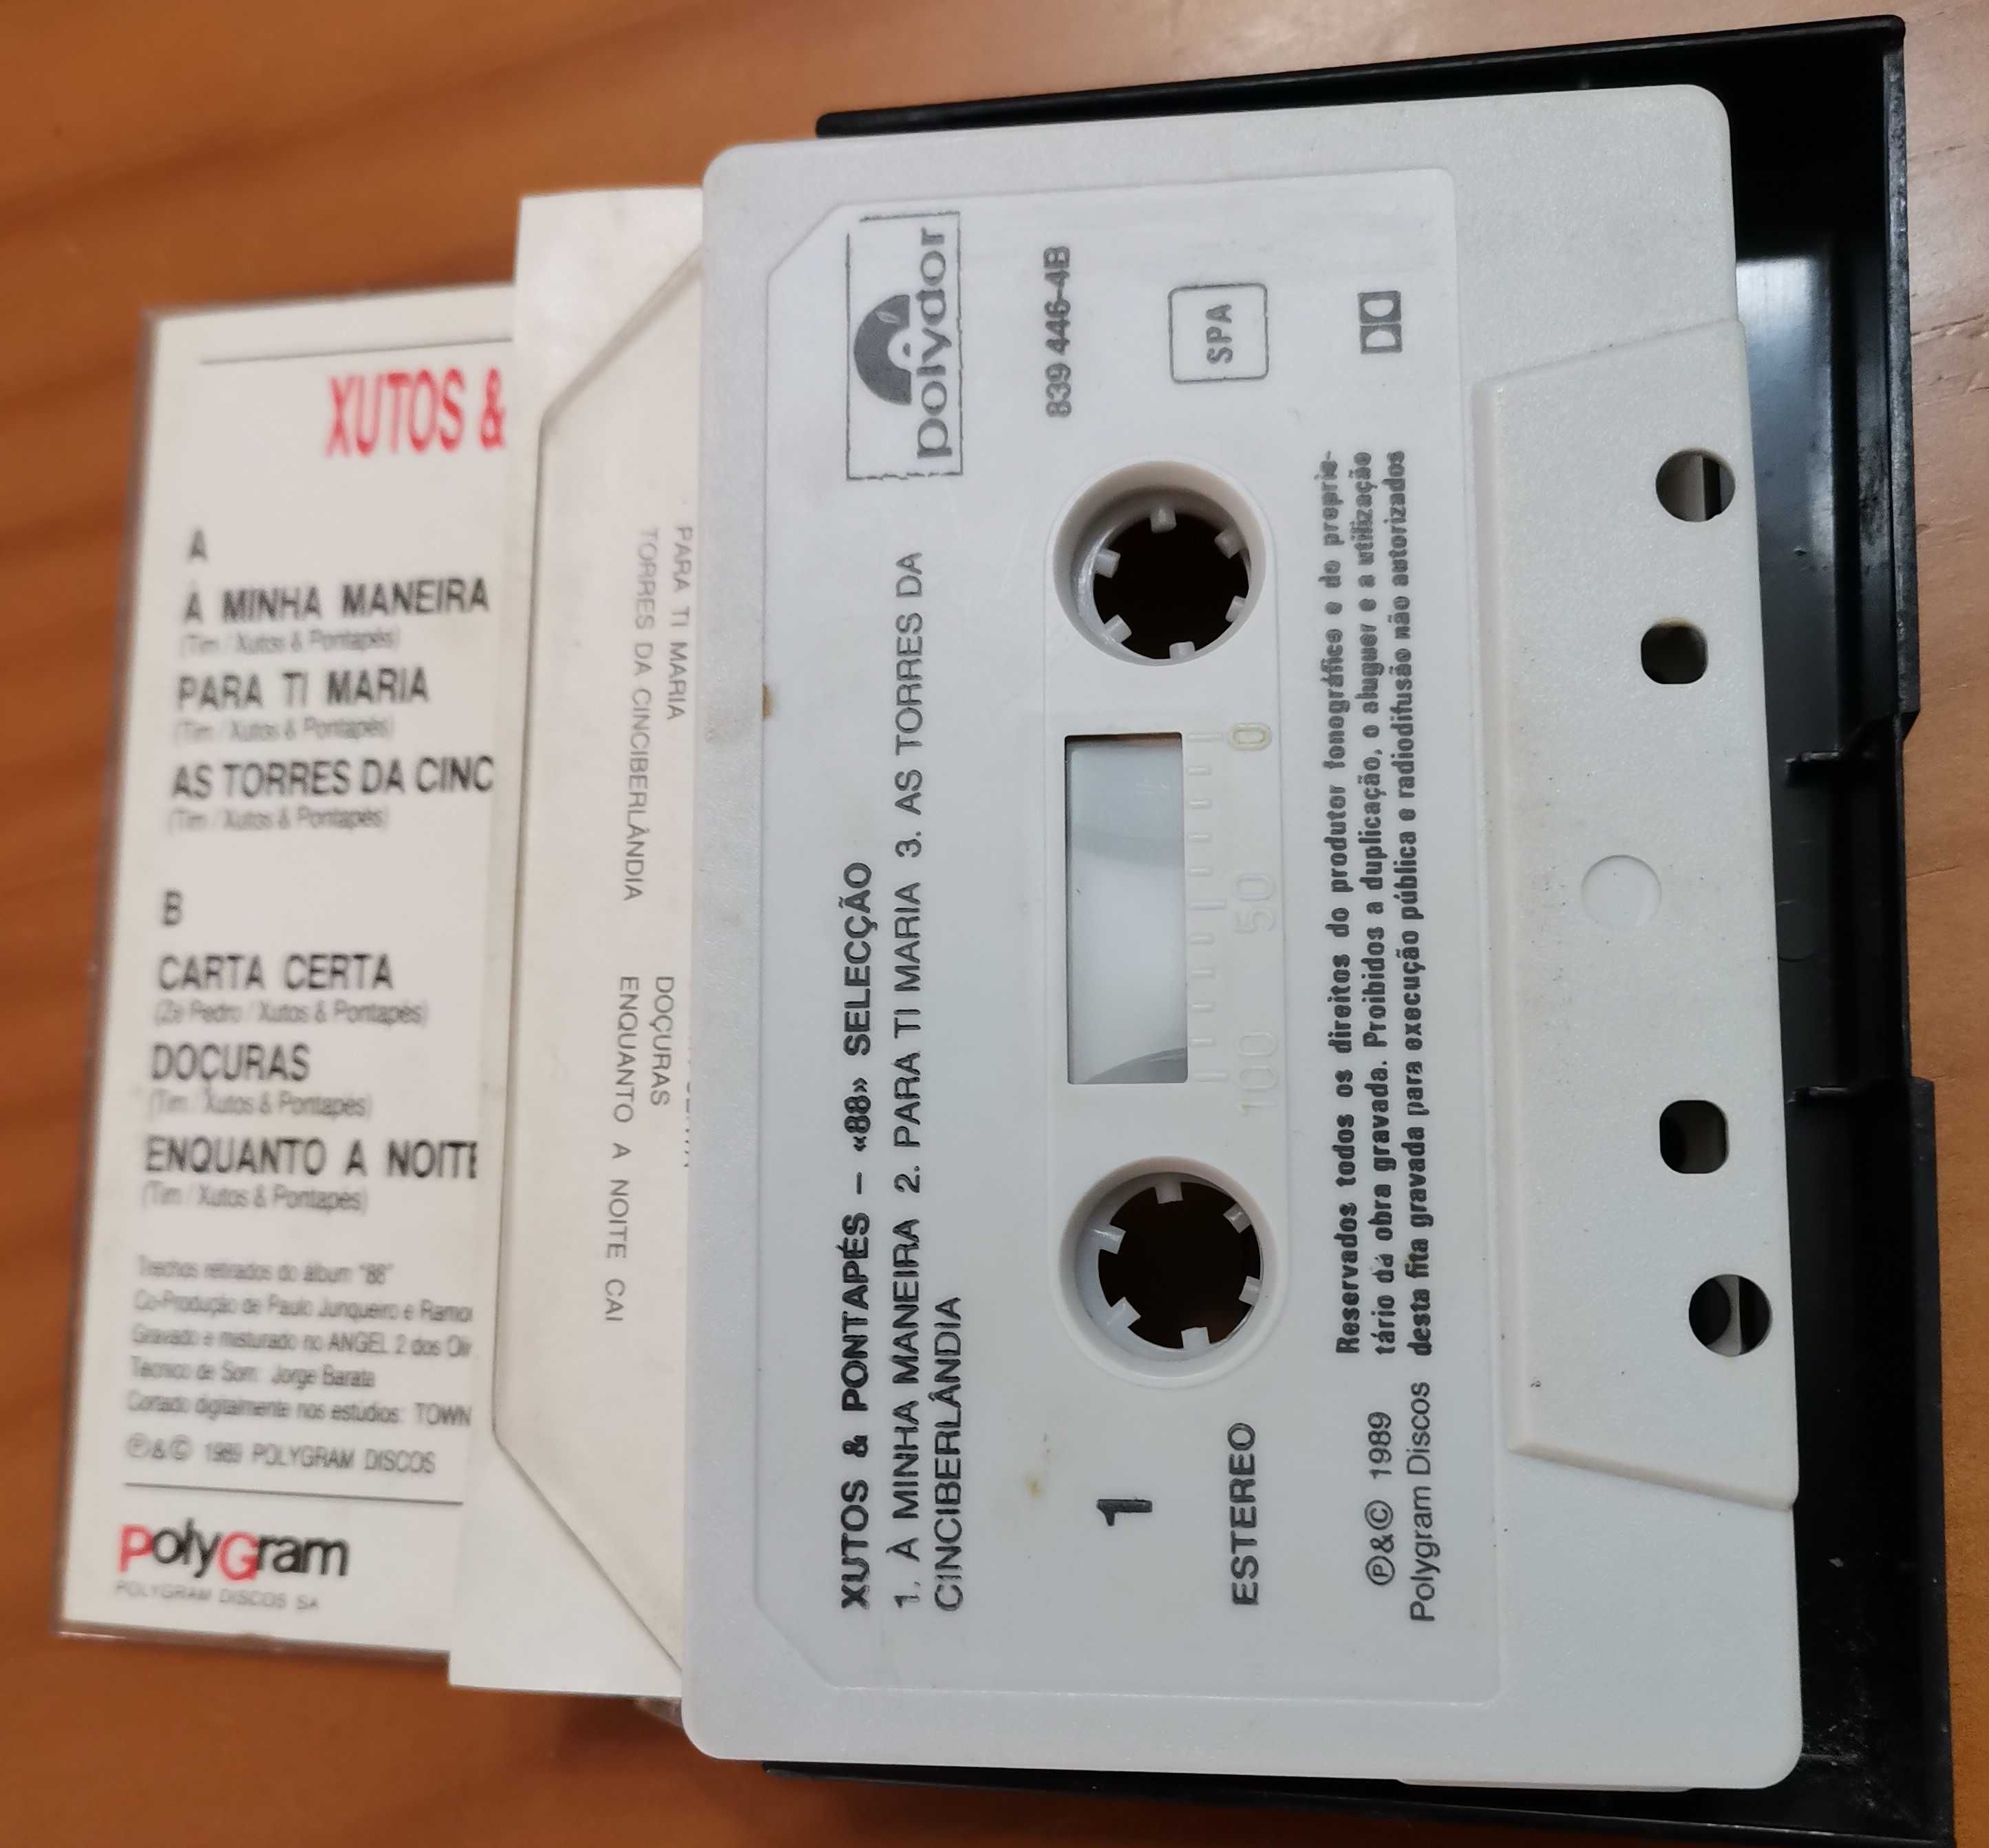 XUTOS &
A
À MINHA MANEIRA
(Tim / Xutos & Pontapés)
PARA TI MARIA
(Tim / Xutos & Pontapés)
AS TORRES DA CINC
(Tim / Xutos & Pontapés)
B
CARTA CERTA
(Zé Pedro / Xutos & Pontapés)
DOÇURAS
(Tim / Xutos & Pontapés)
ENQUANTO A NOITE
(Tim / Xutos & Pontapés)
Trechos retirados do álbum "88"
Co-Produção de Paulo Junqueiro e Ramon
Gravado e misturado no ANGEL 2 dos
Técnico de Som: Jorge Barata
Cortado digitalmente nos estúdios: TOWN
Ⓟ&© 1989 POLYGRAM DISCOS
PolyGram
POLYGRAM DISCOS SA
PARA TI MARIA
TORRES DA CINCIBERLÂNDIA
DOÇURAS
ENQUANTO A NOITE CAI
polydor
XUTOS & PONTAPÉS – «88» SELECÇÃO
1. À MINHA MANEIRA 2. PARA TI MARIA 3. AS TORRES DA
CINCIBERLÂNDIA
839 446-4B
SPA
1
ESTEREO
100 50 0
Reservados todos os direitos do produtor fonográfico e do proprie-
Ⓟ&© 1989 tário da obra gravada. Proibidos a duplicação, o aluguer e a utilização
Polygram Discos desta fita gravada para execução pública e radiodifusão não autorizados